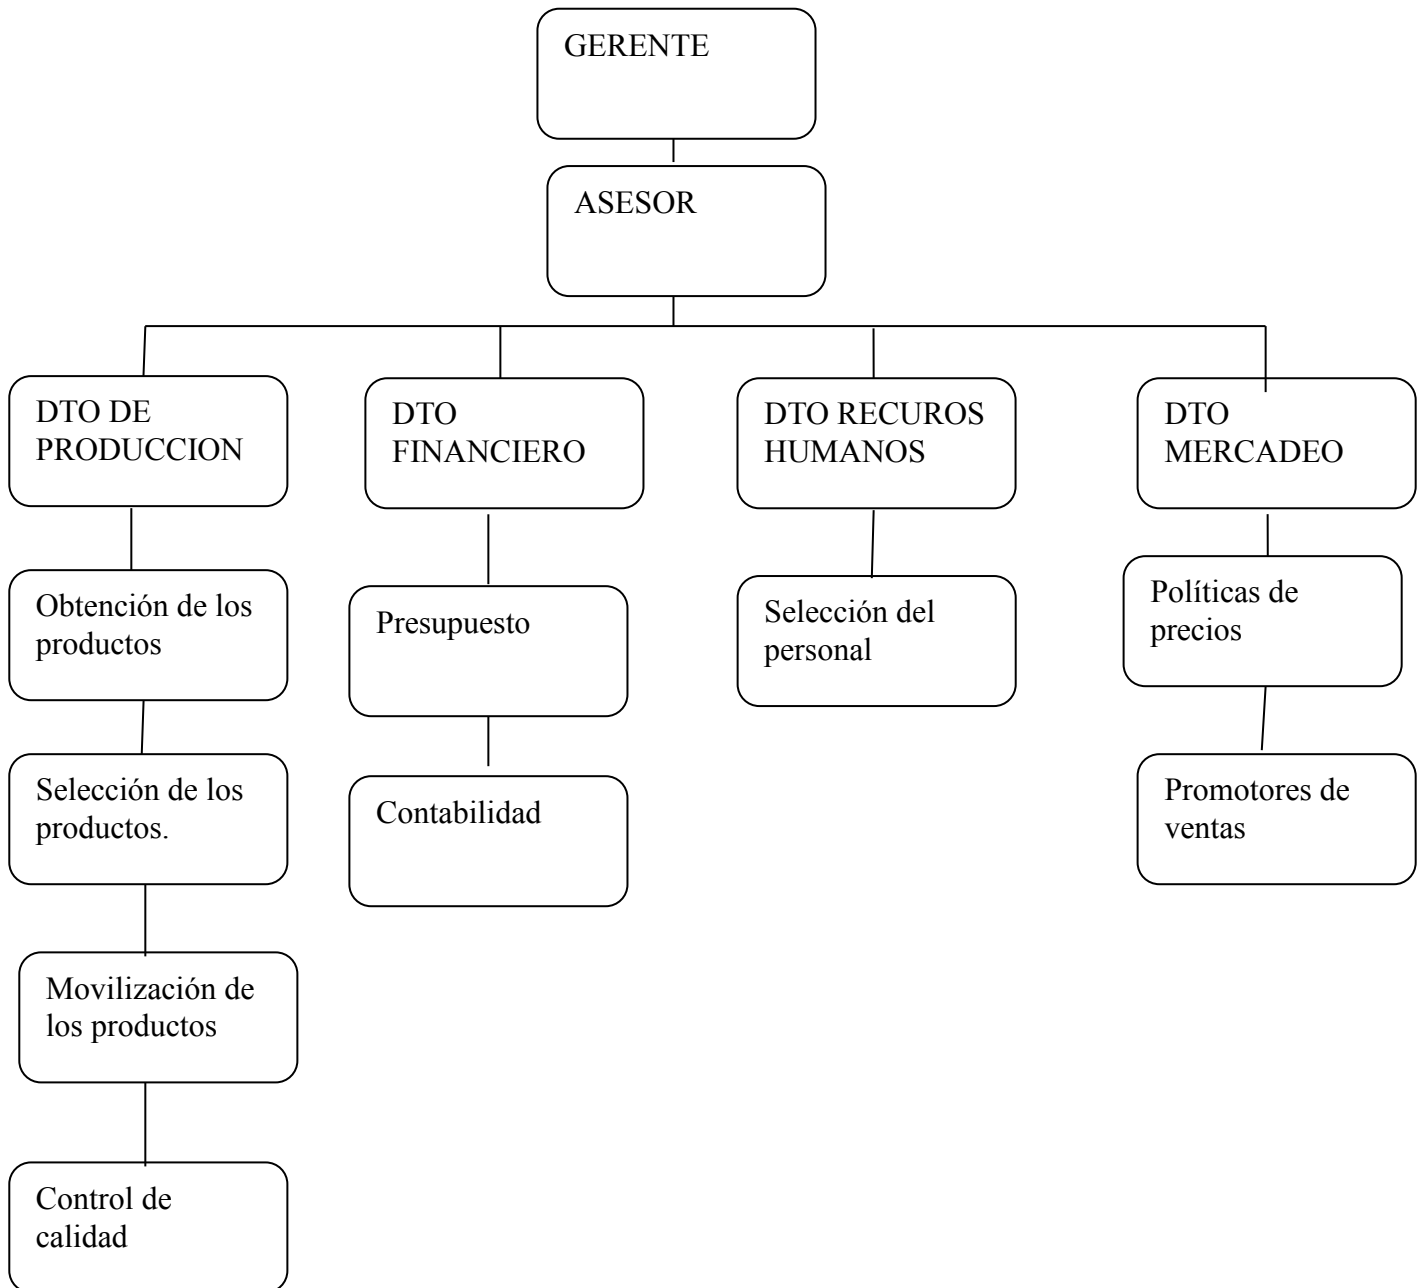 GERENTE
ASESOR
DTO DE
PRODUCCION
DTO
FINANCIERO
DTO RECUROS
HUMANOS
DTO
MERCADEO
Obtención de los
productos
Presupuesto
Selección del
personal
Políticas de
precios
Selección de los
productos.
Contabilidad
Promotores de
ventas
Movilización de
los productos
Control de
calidad